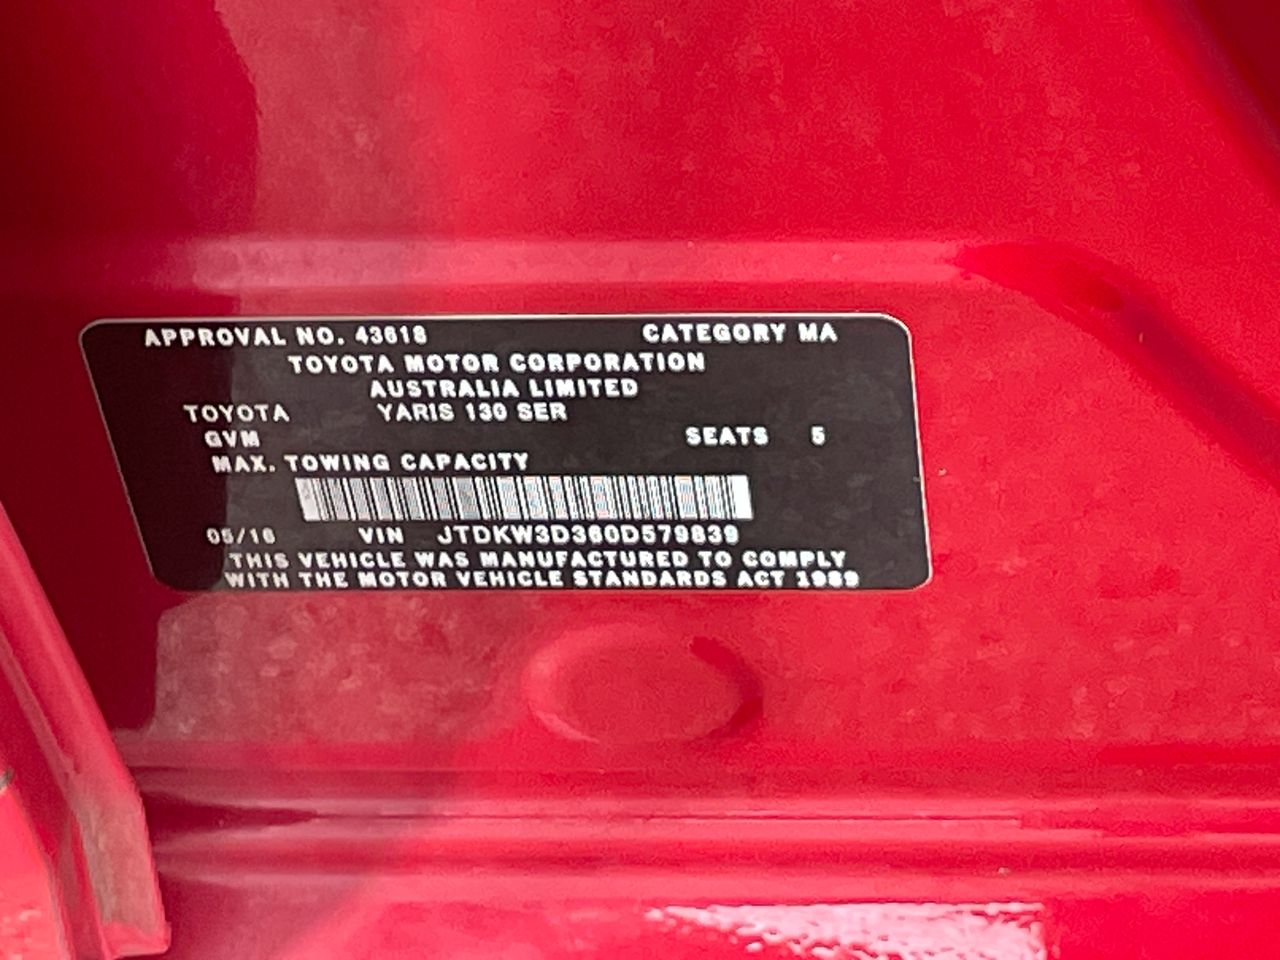 APPROVAL NO. 43618 CATEGORY MA
TOYOTA MOTOR CORPORATION
AUSTRALIA LIMITED
TOYOTA YARIS 130 SER
GVM SEATS 5
MAX. TOWING CAPACITY
05/16 VIN JTDKW3D360D579839
THIS VEHICLE WAS MANUFACTURED TO COMPLY
WITH THE MOTOR VEHICLE STANDARDS ACT 1989